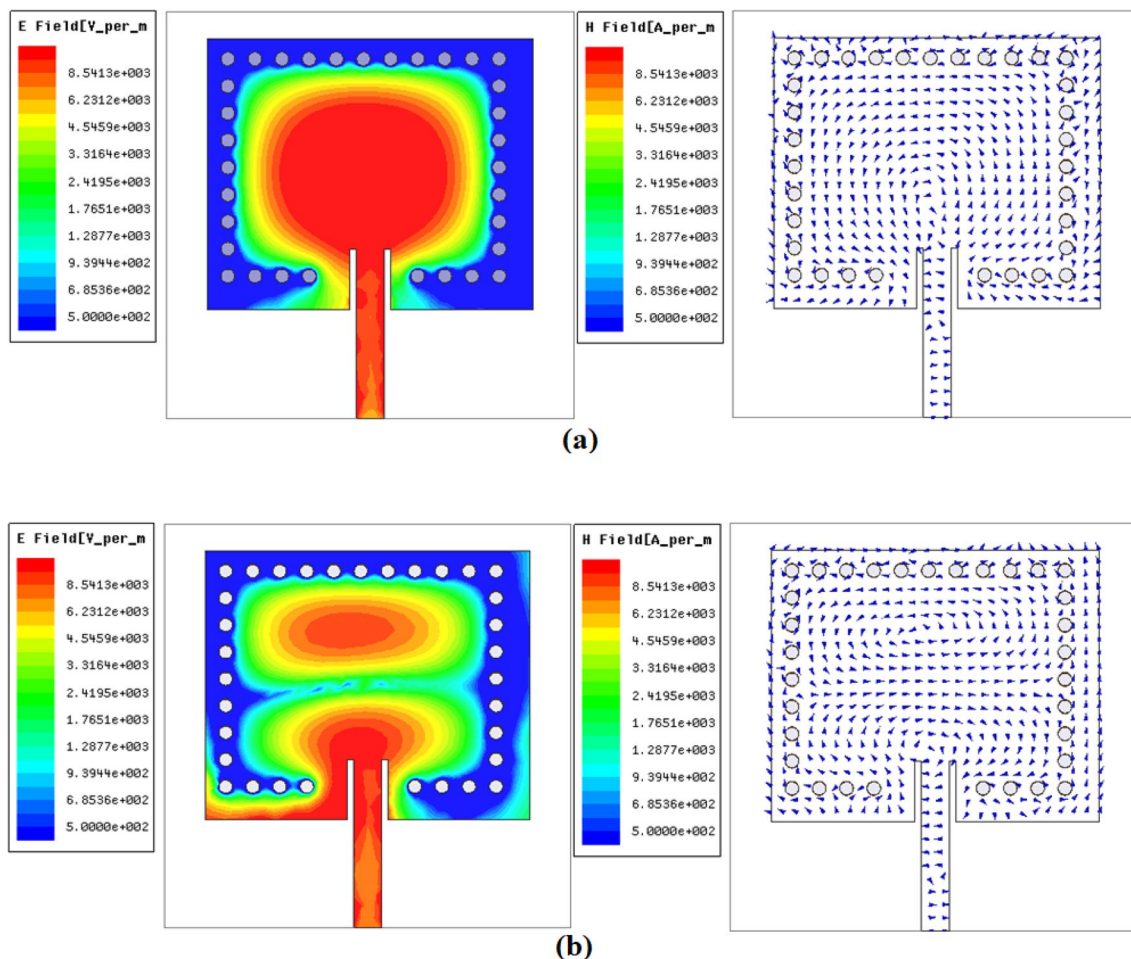 E Field[V_per_m
8.5413e+003
6.2312e+003
4.5459e+003
3.3164e+003
2.4195e+003
1.7651e+003
1.2877e+003
9.3944e+002
6.8536e+002
5.0000e+002
H Field[A_per_m
8.5413e+003
6.2312e+003
4.5459e+003
3.3164e+003
2.4195e+003
1.7651e+003
1.2877e+003
9.3944e+002
6.8536e+002
5.0000e+002
(a)
E Field[V_per_m
8.5413e+003
6.2312e+003
4.5459e+003
3.3164e+003
2.4195e+003
1.7651e+003
1.2877e+003
9.3944e+002
6.8536e+002
5.0000e+002
H Field[A_per_m
8.5413e+003
6.2312e+003
4.5459e+003
3.3164e+003
2.4195e+003
1.7651e+003
1.2877e+003
9.3944e+002
6.8536e+002
5.0000e+002
(b)